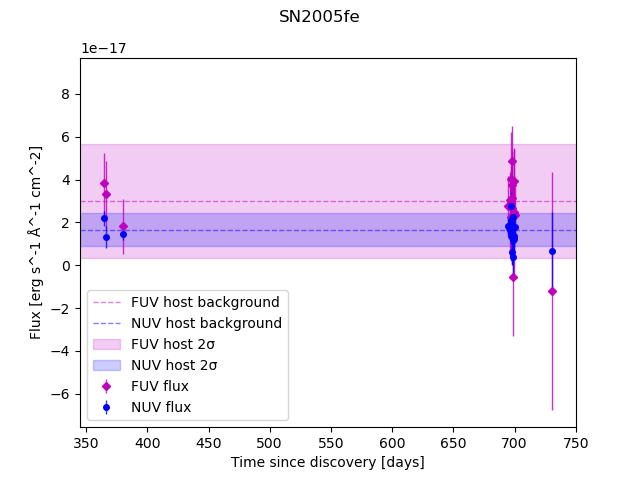 SN2005fe
1e−17
8
6
4
2
0
−2
−4
−6
Flux [erg s^-1 Å^-1 cm^-2]
FUV host background
NUV host background
FUV host 2σ
NUV host 2σ
FUV flux
NUV flux
350 400 450 500 550 600 650 700 750
Time since discovery [days]